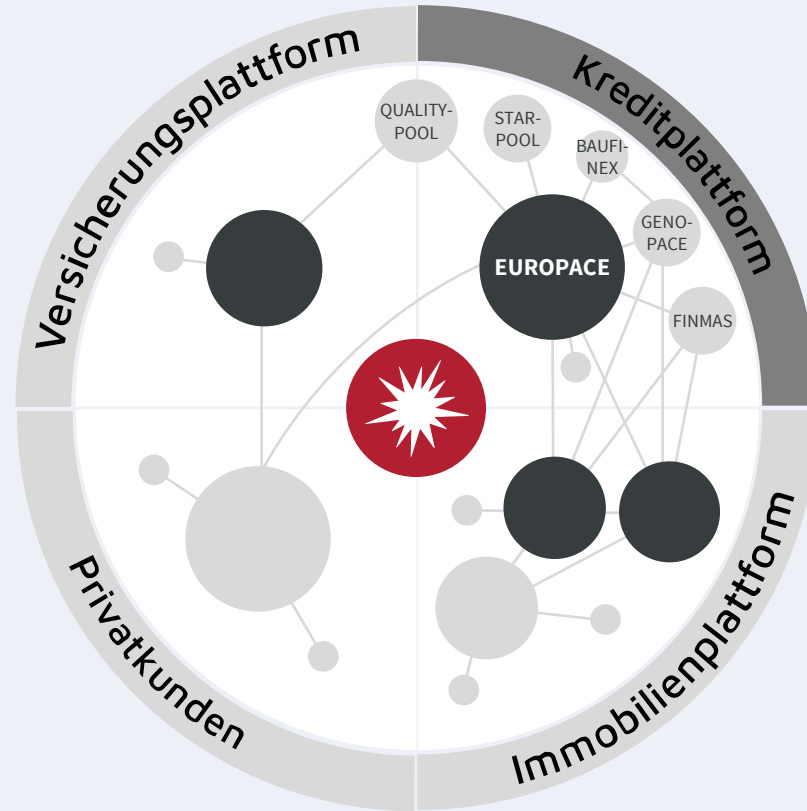 Versicherungsplattform
Kreditplattform
QUALITY-
POOL
STAR-
POOL
BAUFI-
NEX
GENO-
PACE
EUROPACE
FINMAS
Privatkunden
Immobilienplattform